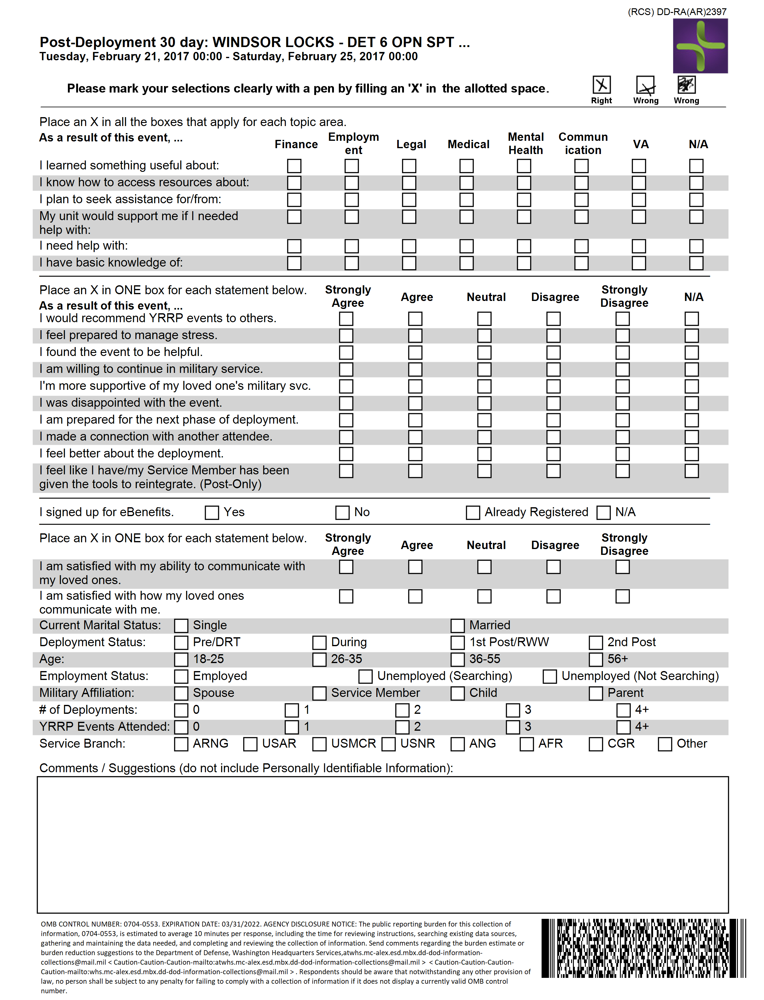 (RCS) DD-RA(AR)2397
Post-Deployment 30 day: WINDSOR LOCKS - DET 6 OPN SPT ...
Tuesday, February 21, 2017 00:00 - Saturday, February 25, 2017 00:00
Please mark your selections clearly with a pen by filling an 'X' in the allotted space.
Right Wrong Wrong
Place an X in all the boxes that apply for each topic area.
As a result of this event, ...
Finance Employm ent Legal Medical Mental Health Commun ication VA N/A
I learned something useful about:
I know how to access resources about:
I plan to seek assistance for/from:
My unit would support me if I needed
help with:
I need help with:
I have basic knowledge of:
Place an X in ONE box for each statement below.
As a result of this event, ...
Strongly Agree Agree Neutral Disagree Strongly Disagree N/A
I would recommend YRRP events to others.
I feel prepared to manage stress.
I found the event to be helpful.
I am willing to continue in military service.
I'm more supportive of my loved one's military svc.
I was disappointed with the event.
I am prepared for the next phase of deployment.
I made a connection with another attendee.
I feel better about the deployment.
I feel like I have/my Service Member has been
given the tools to reintegrate. (Post-Only)
I signed up for eBenefits. Yes No Already Registered N/A
Place an X in ONE box for each statement below.
Strongly Agree Agree Neutral Disagree Strongly Disagree
I am satisfied with my ability to communicate with
my loved ones.
I am satisfied with how my loved ones
communicate with me.
Current Marital Status: Single Married
Deployment Status: Pre/DRT During 1st Post/RWW 2nd Post
Age: 18-25 26-35 36-55 56+
Employment Status: Employed Unemployed (Searching) Unemployed (Not Searching)
Military Affiliation: Spouse Service Member Child Parent
# of Deployments: 0 1 2 3 4+
YRRP Events Attended: 0 1 2 3 4+
Service Branch: ARNG USAR USMCR USNR ANG AFR CGR Other
Comments / Suggestions (do not include Personally Identifiable Information):
OMB CONTROL NUMBER: 0704-0553. EXPIRATION DATE: 03/31/2022. AGENCY DISCLOSURE NOTICE: The public reporting burden for this collection of
information, 0704-0553, is estimated to average 10 minutes per response, including the time for reviewing instructions, searching existing data sources,
gathering and maintaining the data needed, and completing and reviewing the collection of information. Send comments regarding the burden estimate or
burden reduction suggestions to the Department of Defense, Washington Headquarters Services,atwhs.mc-alex.esd.mbx.dd-dod-information-
collections@mail.mil < Caution-Caution-Caution-mailto:atwhs.mc-alex.esd.mbx.dd-dod-information-collections@mail.mil > < Caution-Caution-Caution-
Caution-mailto:whs.mc-alex.esd.mbx.dd-dod-information-collections@mail.mil > . Respondents should be aware that notwithstanding any other provision of
law, no person shall be subject to any penalty for failing to comply with a collection of information if it does not display a currently valid OMB control
number.